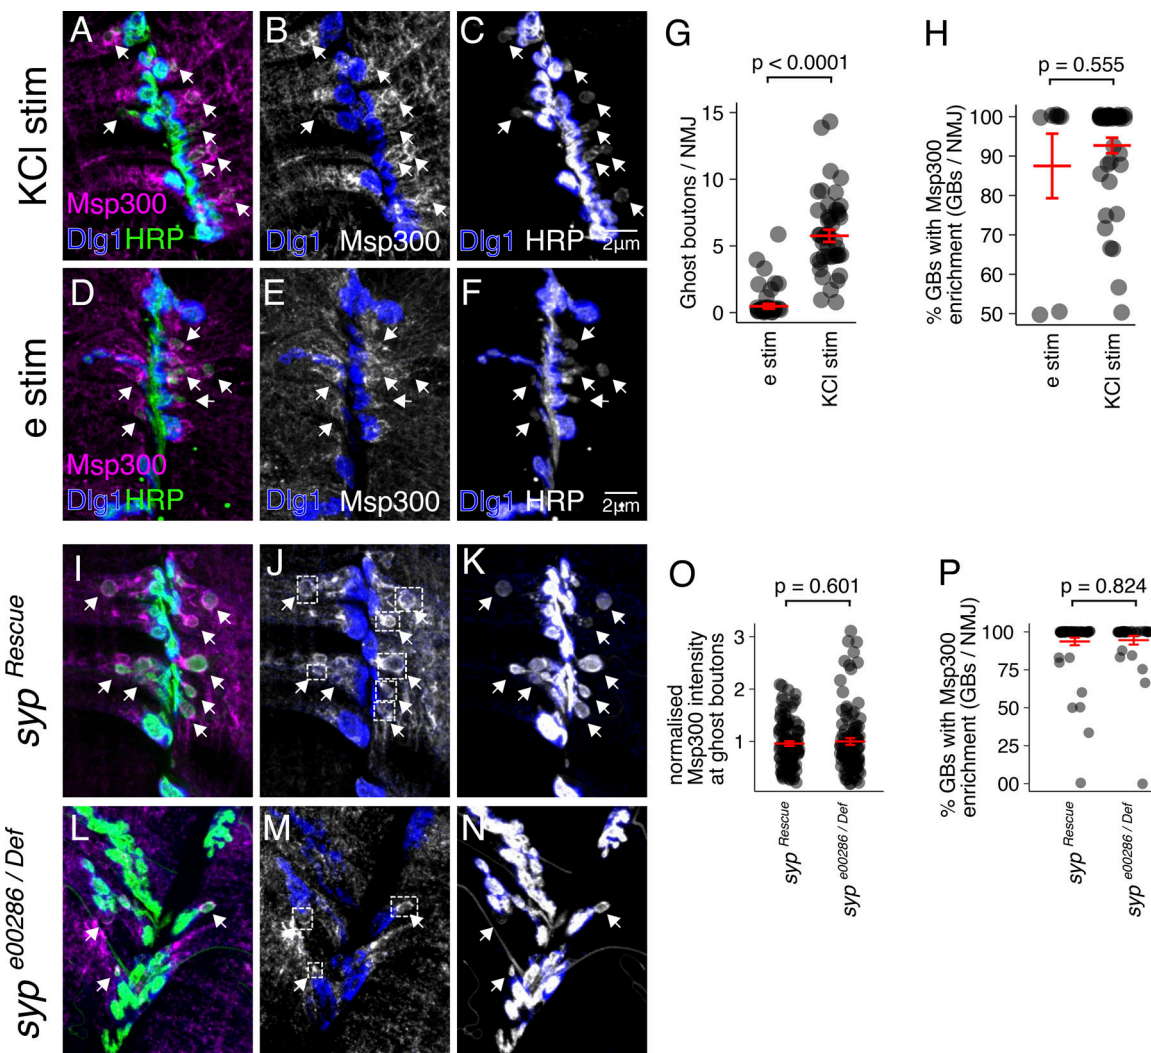 KCl stim
A
Msp300
Dlg1 HRP
B
Dlg1 Msp300
C
Dlg1 HRP
2µm
e stim
D
Msp300
Dlg1 HRP
E
Dlg1 Msp300
F
Dlg1 HRP
2µm
G
p < 0.0001
Ghost boutons / NMJ
15
10
5
0
e stim
KCl stim
H
p = 0.555
% GBs with Msp300
enrichment (GBs / NMJ)
100
90
80
70
60
50
e stim
KCl stim
syp Rescue
I
J
K
syp e00286 / Def
L
M
N
O
p = 0.601
normalised
Msp300 intensity
at ghost boutons
3
2
1
syp Rescue
syp e00286 / Def
P
p = 0.824
% GBs with Msp300
enrichment (GBs / NMJ)
100
75
50
25
00
syp Rescue
syp e00286 / Def